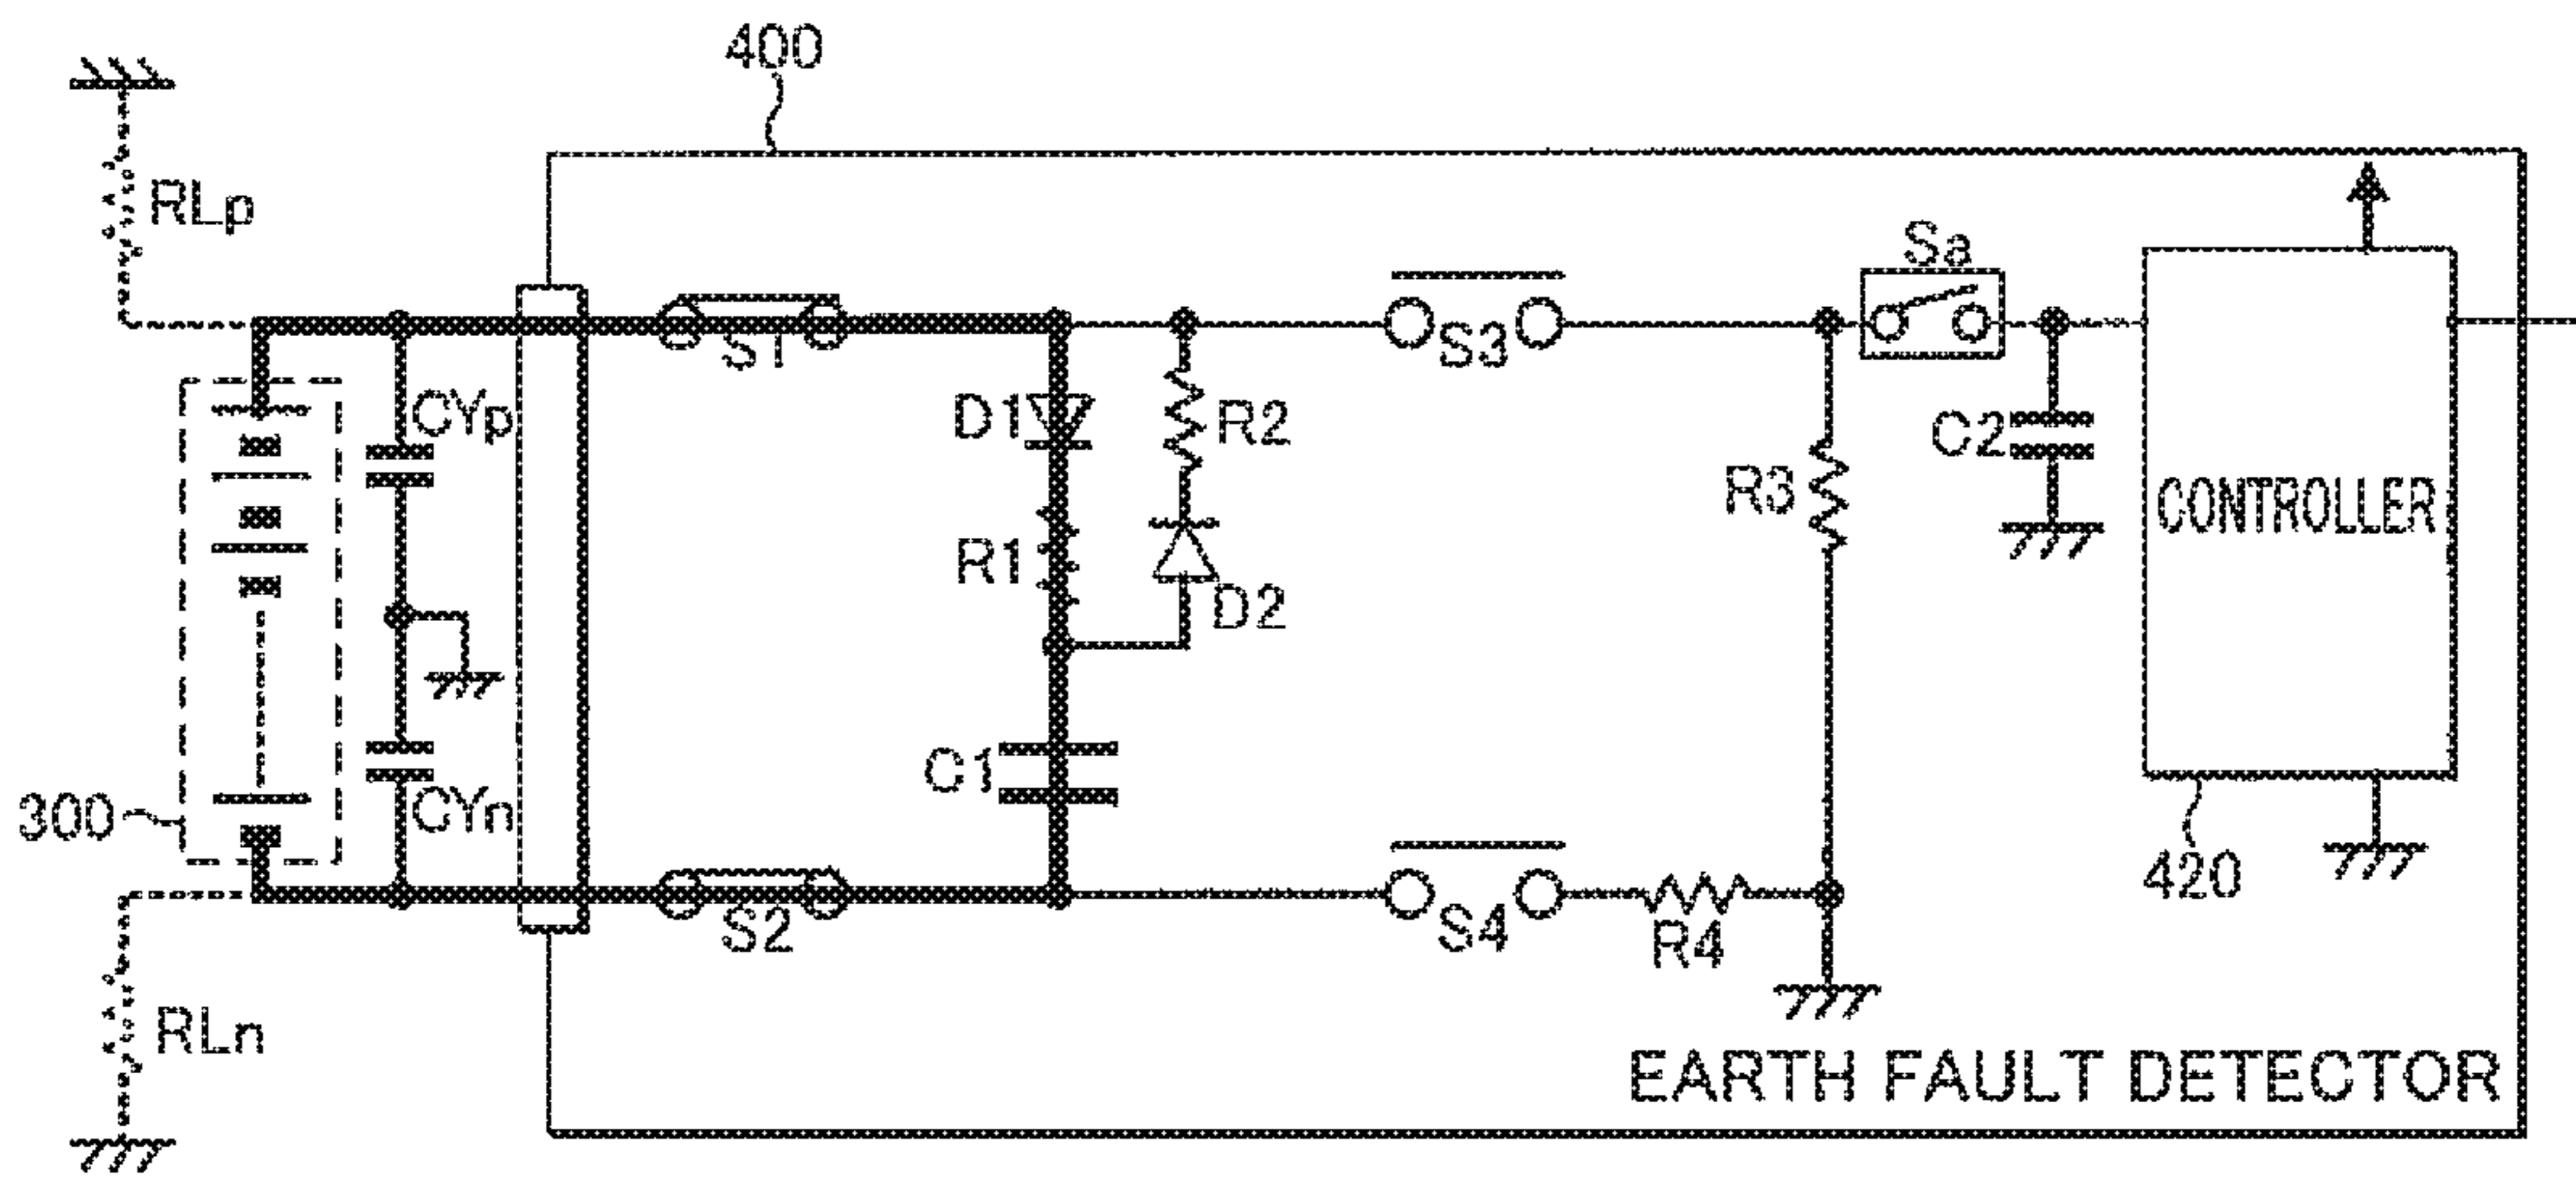 400
RLp
Sa
S1
S3
CYp
D1
R2
C2
R3
CONTROLLER
R1
D2
C1
300
CYn
420
S2
S4
R4
RLn
EARTH FAULT DETECTOR